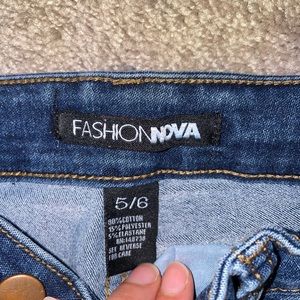 FASHIONNOVA
5/6
80%COTTON
15%POLYESTER
5%ELASTANE
SEE REVERSE
FOR CARE